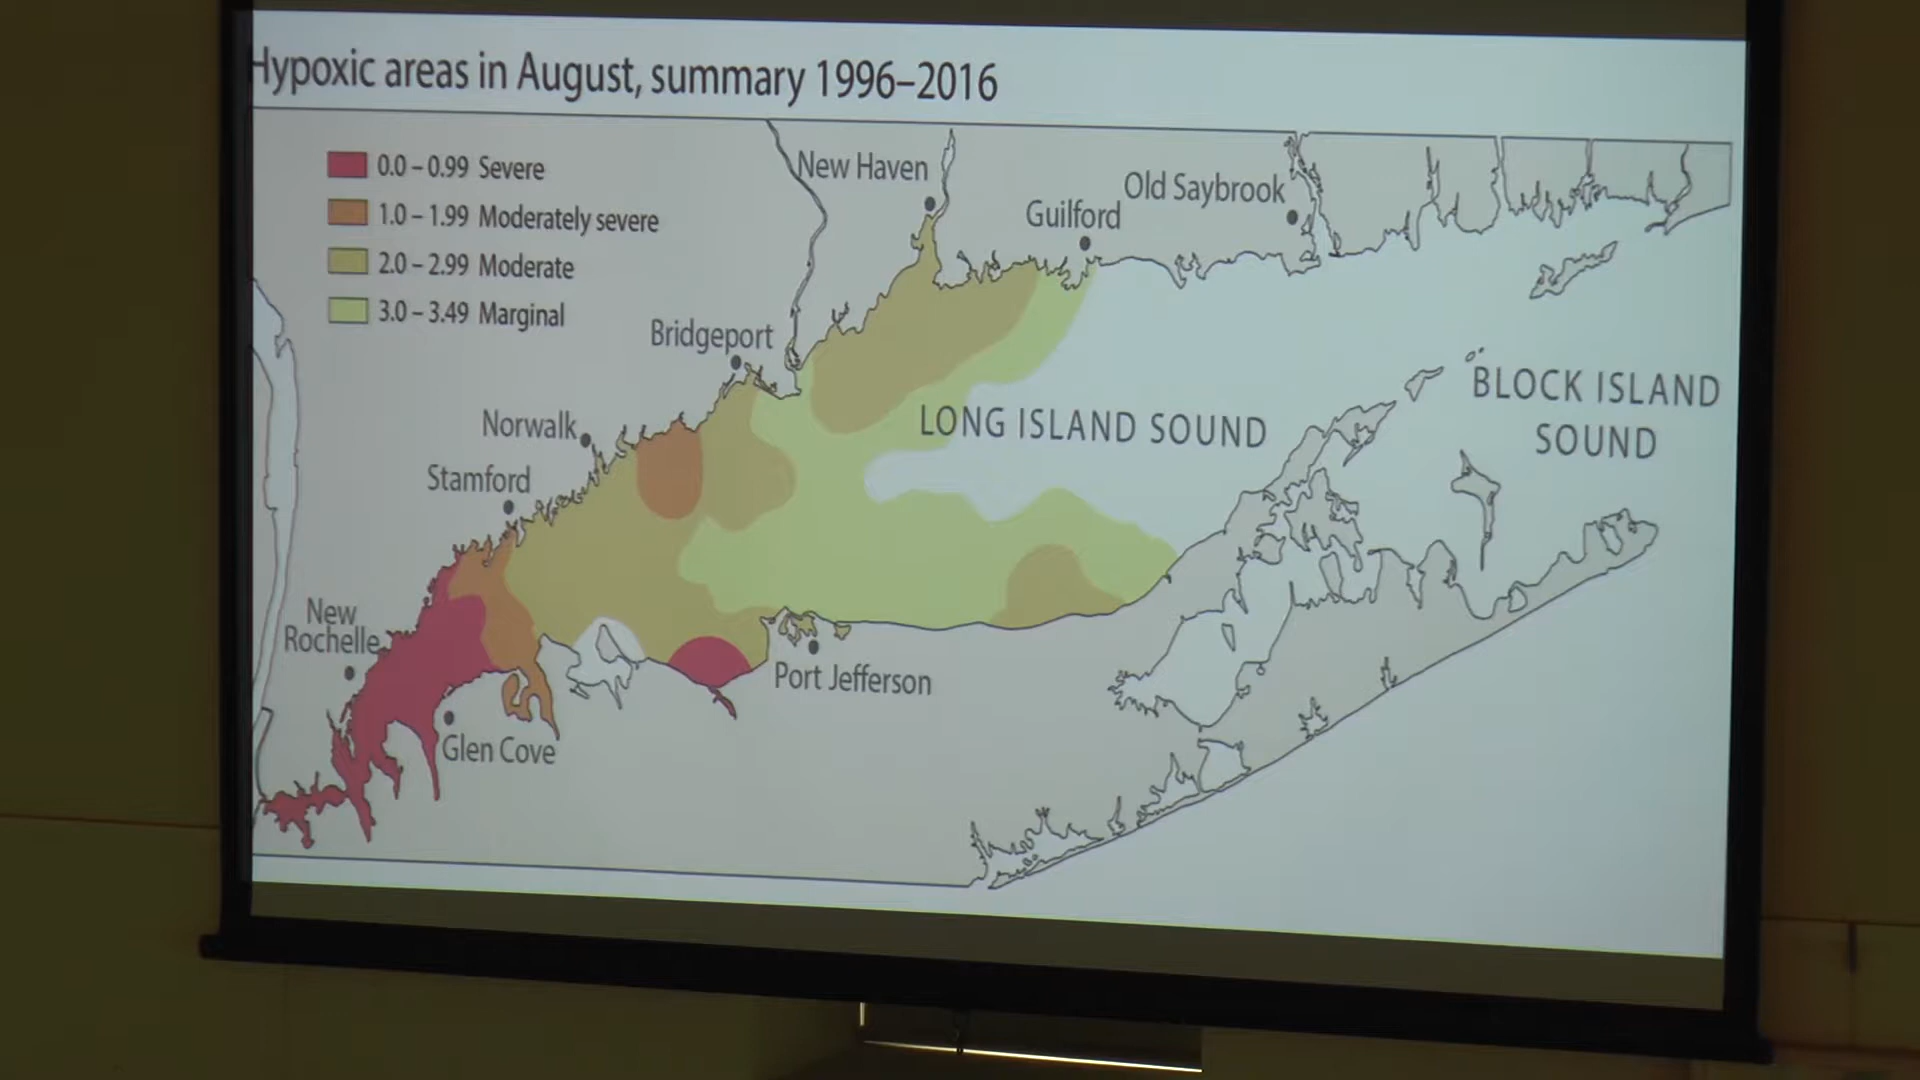 Hypoxic areas in August, summary 1996–2016
0.0 – 0.99 Severe
1.0 – 1.99 Moderately severe
2.0 – 2.99 Moderate
3.0 – 3.49 Marginal
New Haven
Old Saybrook
Guilford
Bridgeport
BLOCK ISLAND
SOUND
LONG ISLAND SOUND
Norwalk
Stamford
New
Rochelle
Port Jefferson
Glen Cove